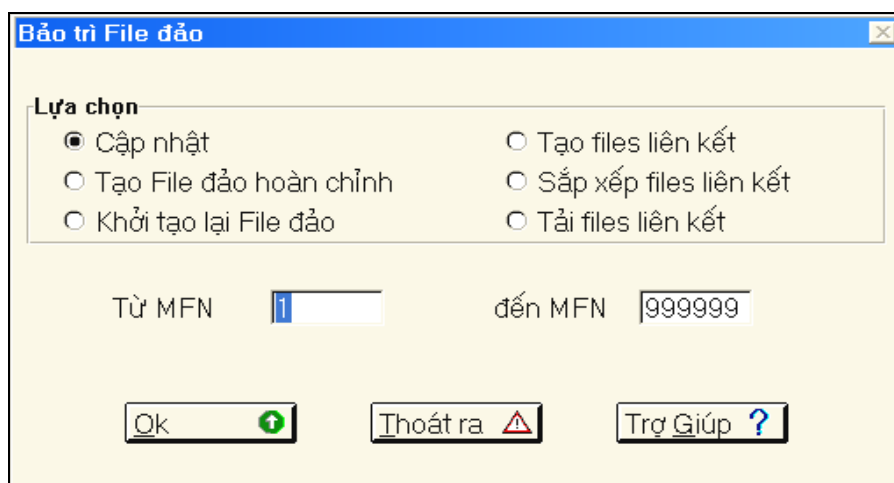 Bảo trì File đảo
Lựa chọn
Cập nhật
Tạo files liên kết
Tạo File đảo hoàn chỉnh
Sắp xếp files liên kết
Khởi tạo lại File đảo
Tải files liên kết
Từ MFN 1 đến MFN 999999
Ok Thoát ra Trợ Giúp ?